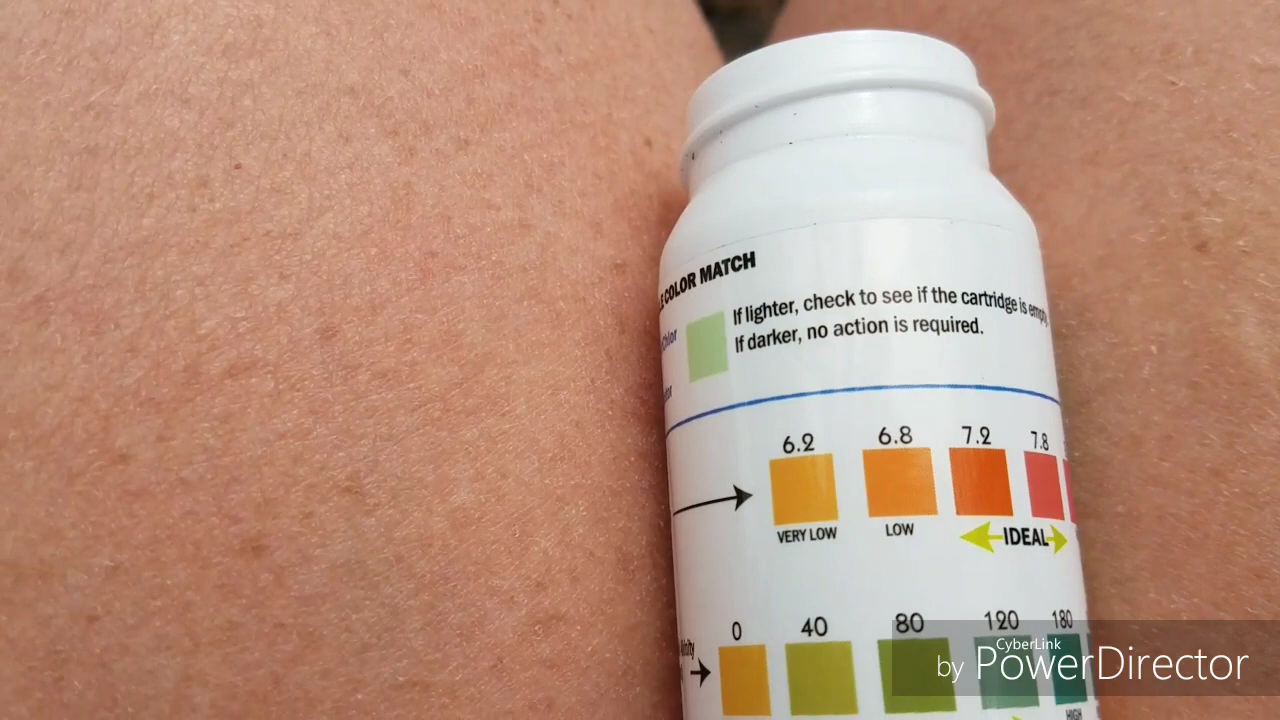 COLOR MATCH
If lighter, check to see if the cartridge is empty
If darker, no action is required.
6.2 6.8 7.2 7.8
VERY LOW LOW IDEAL
0 40 80 120 180
HIGH
CyberLink
by PowerDirector